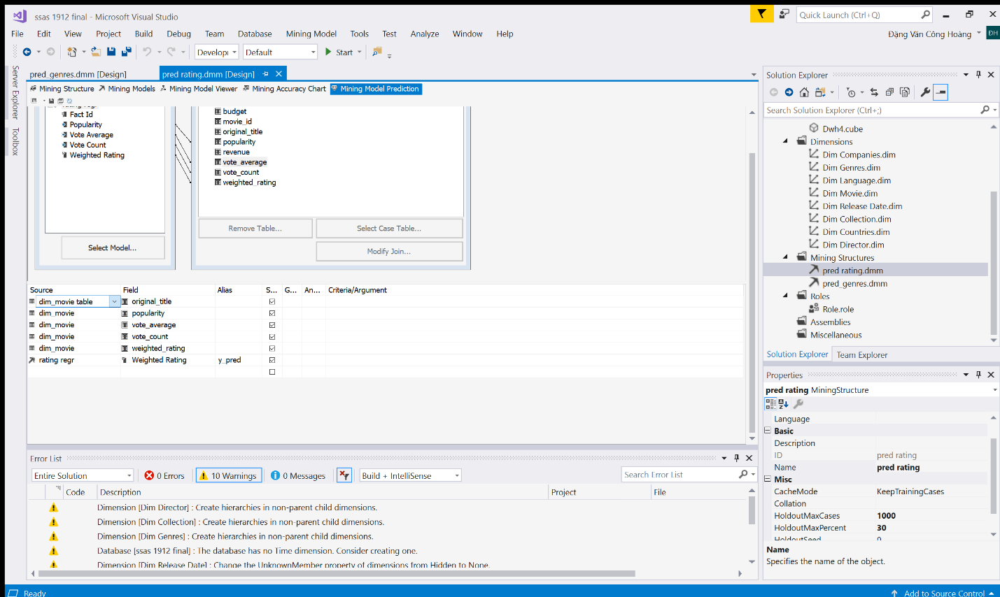 ssas 1912 final - Microsoft Visual Studio
Quick Launch (Ctrl+Q)
File Edit View Project Build Debug Team Database Mining Model Tools Test Analyze Window Help
Đặng Văn Công Hoàng
ĐH
Developı
Default
Start
Server Explorer
Toolbox
pred_genres.dmm [Design]
pred rating.dmm [Design]
Mining Structure
Mining Models
Mining Model Viewer
Mining Accuracy Chart
Mining Model Prediction
Fact Id
Popularity
Vote Average
Vote Count
Weighted Rating
Select Model...
budget
movie_id
original_title
popularity
revenue
vote_average
vote_count
weighted_rating
Remove Table...
Select Case Table...
Modify Join...
Source Field Alias S... G... An... Criteria/Argument
dim_movie table original_title
dim_movie popularity
dim_movie vote_average
dim_movie vote_count
dim_movie weighted_rating
rating regr Weighted Rating y_pred
Error List
Entire Solution
0 Errors
10 Warnings
0 Messages
Build + IntelliSense
Search Error List
Code Description Project File
Dimension [Dim Director] : Create hierarchies in non-parent child dimensions.
Dimension [Dim Collection] : Create hierarchies in non-parent child dimensions.
Dimension [Dim Genres] : Create hierarchies in non-parent child dimensions.
Database [ssas 1912 final] : The database has no Time dimension. Consider creating one.
Dimension [Dim Release Date] : Change the UnknownMember property of dimensions from Hidden to None.
Solution Explorer
Search Solution Explorer (Ctrl+;)
Dwh4.cube
Dimensions
Dim Companies.dim
Dim Genres.dim
Dim Language.dim
Dim Movie.dim
Dim Release Date.dim
Dim Collection.dim
Dim Countries.dim
Dim Director.dim
Mining Structures
pred rating.dmm
pred_genres.dmm
Roles
Role.role
Assemblies
Miscellaneous
Solution Explorer
Team Explorer
Properties
pred rating MiningStructure
Language
Basic
Description
ID pred rating
Name pred rating
Misc
CacheMode KeepTrainingCases
Collation
HoldoutMaxCases 1000
HoldoutMaxPercent 30
HoldoutSeed 0
Name
Specifies the name of the object.
Ready
Add to Source Control